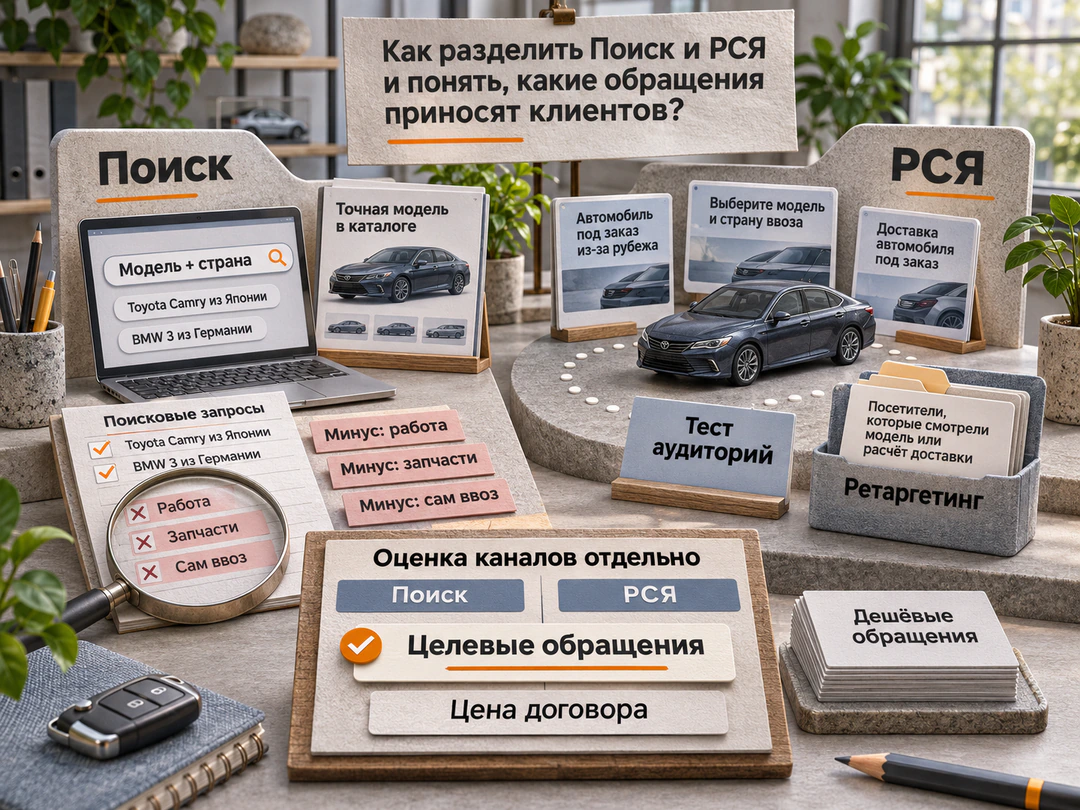 Как разделить Поиск и РСЯ
и понять, какие обращения
приносят клиентов?
Поиск
Модель + страна
Toyota Camry из Японии
BMW 3 из Германии
Точная модель
в каталоге
РСЯ
Автомобиль
под заказ
из-за рубежа
Выберите модель
и страну ввоза
Доставка
автомобиля
под заказ
Поисковые запросы
Toyota Camry из Японии
BMW 3 из Германии
Работа
Запчасти
Сам ввоз
Минус: работа
Минус: запчасти
Минус: сам ввоз
Тест
аудиторий
Посетители,
которые смотрели
модель или
расчёт доставки
Ретаргетинг
Оценка каналов отдельно
Поиск
РСЯ
Целевые обращения
Цена договора
Дешёвые
обращения